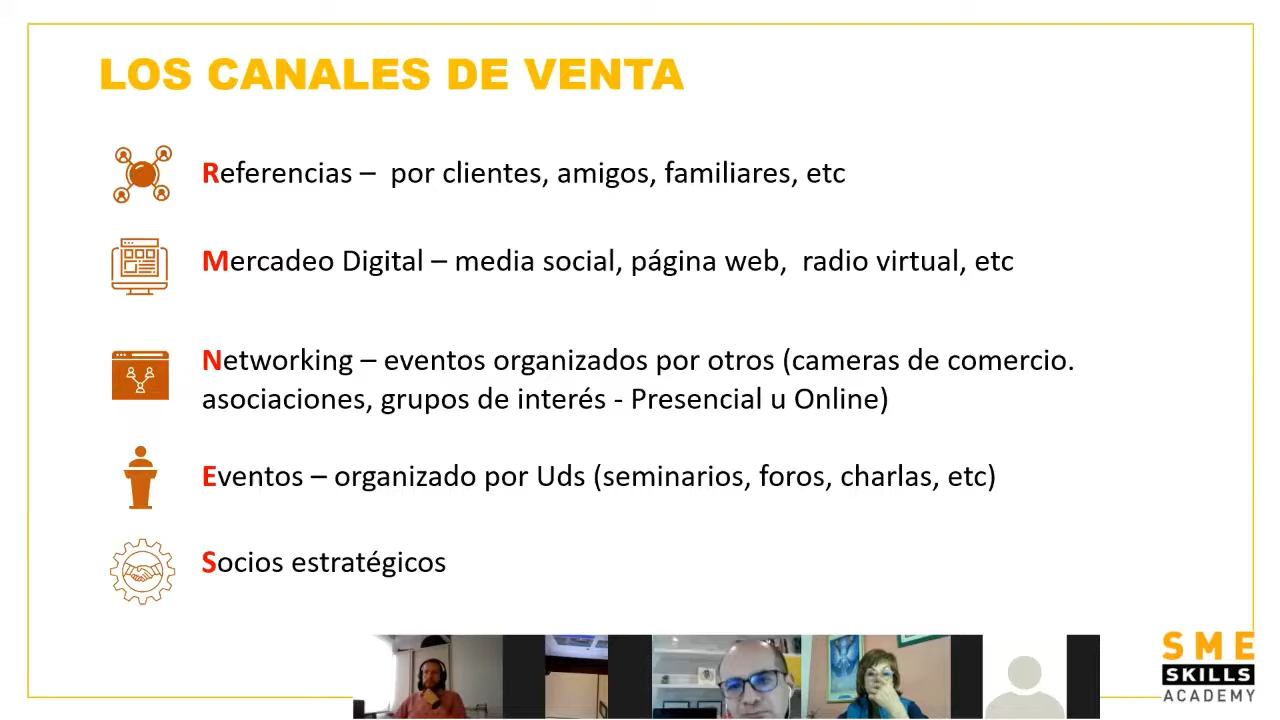 LOS CANALES DE VENTA
Referencias – por clientes, amigos, familiares, etc
Mercadeo Digital – media social, página web, radio virtual, etc
Networking – eventos organizados por otros (cameras de comercio.
asociaciones, grupos de interés - Presencial u Online)
Eventos – organizado por Uds (seminarios, foros, charlas, etc)
Socios estratégicos
SME
SKILLS
ACADEMY